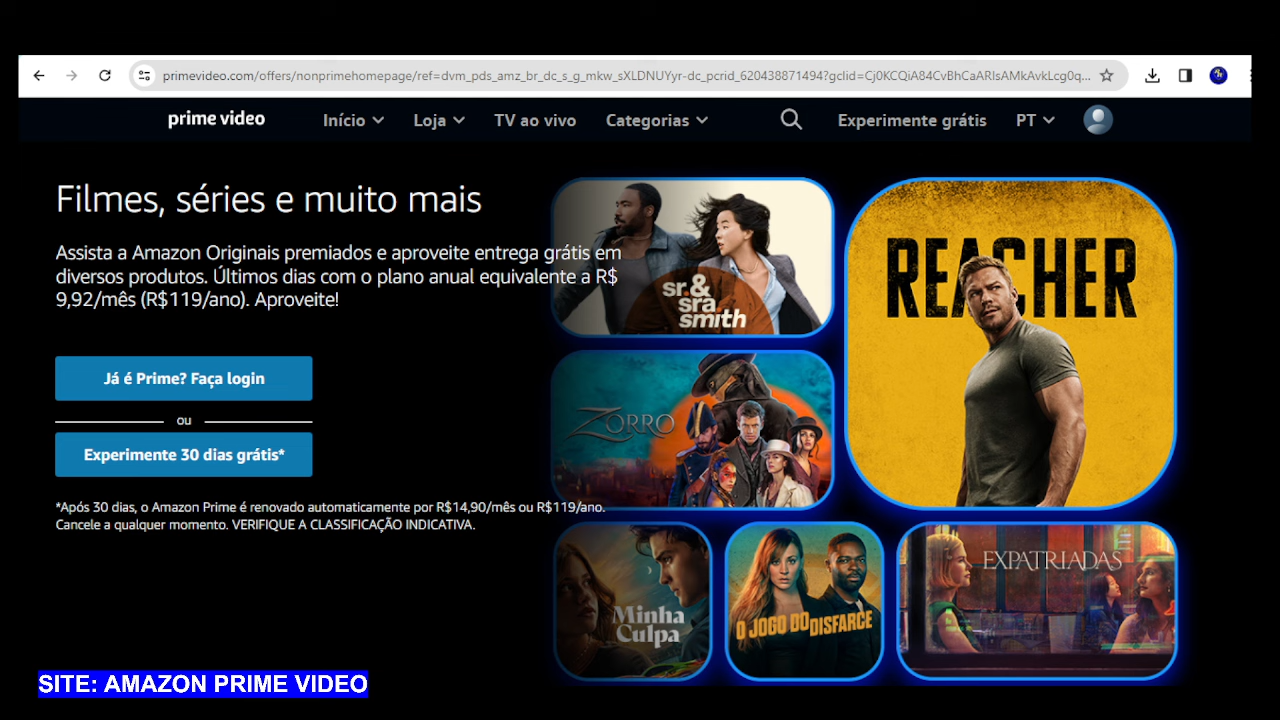 primevideo.com/offers/nonprimehomepage/ref=dvm_pds_amz_br_dc_s_g_mkw_sXLDNUYyr-dc_pcrid_620438871494?gclid=Cj0KCQiA84CvBhCaARIsAMkAvkLcg0q...
prime video Início Loja TV ao vivo Categorias Experimente grátis PT
Filmes, séries e muito mais
Assista a Amazon Originais premiados e aproveite entrega grátis em
diversos produtos. Últimos dias com o plano anual equivalente a R$
9,92/mês (R$119/ano). Aproveite!
Já é Prime? Faça login
ou
Experimente 30 dias grátis*
*Após 30 dias, o Amazon Prime é renovado automaticamente por R$14,90/mês ou R$119/ano.
Cancele a qualquer momento. VERIFIQUE A CLASSIFICAÇÃO INDICATIVA.
sr.&
sra
smith
REACHER
ZORRO
Minha
Culpa
O JOGO DO DISFARCE
EXPATRIADAS
SITE: AMAZON PRIME VIDEO